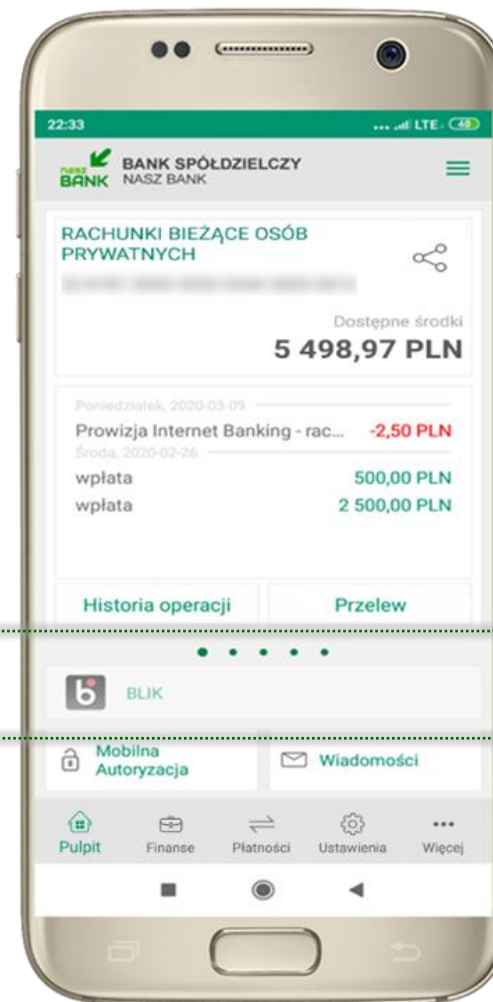 22:33
LTE 40
nasz BANK
BANK SPÓŁDZIELCZY
NASZ BANK
RACHUNKI BIEŻĄCE OSÓB
PRYWATNYCH
Dostępne środki
5 498,97 PLN
Poniedziałek, 2020-03-09
Prowizja Internet Banking - rac... -2,50 PLN
Środa, 2020-02-26
wpłata 500,00 PLN
wpłata 2 500,00 PLN
Historia operacji Przelew
BLIK
Mobilna
Autoryzacja
Wiadomości
Pulpit Finanse Płatności Ustawienia Więcej